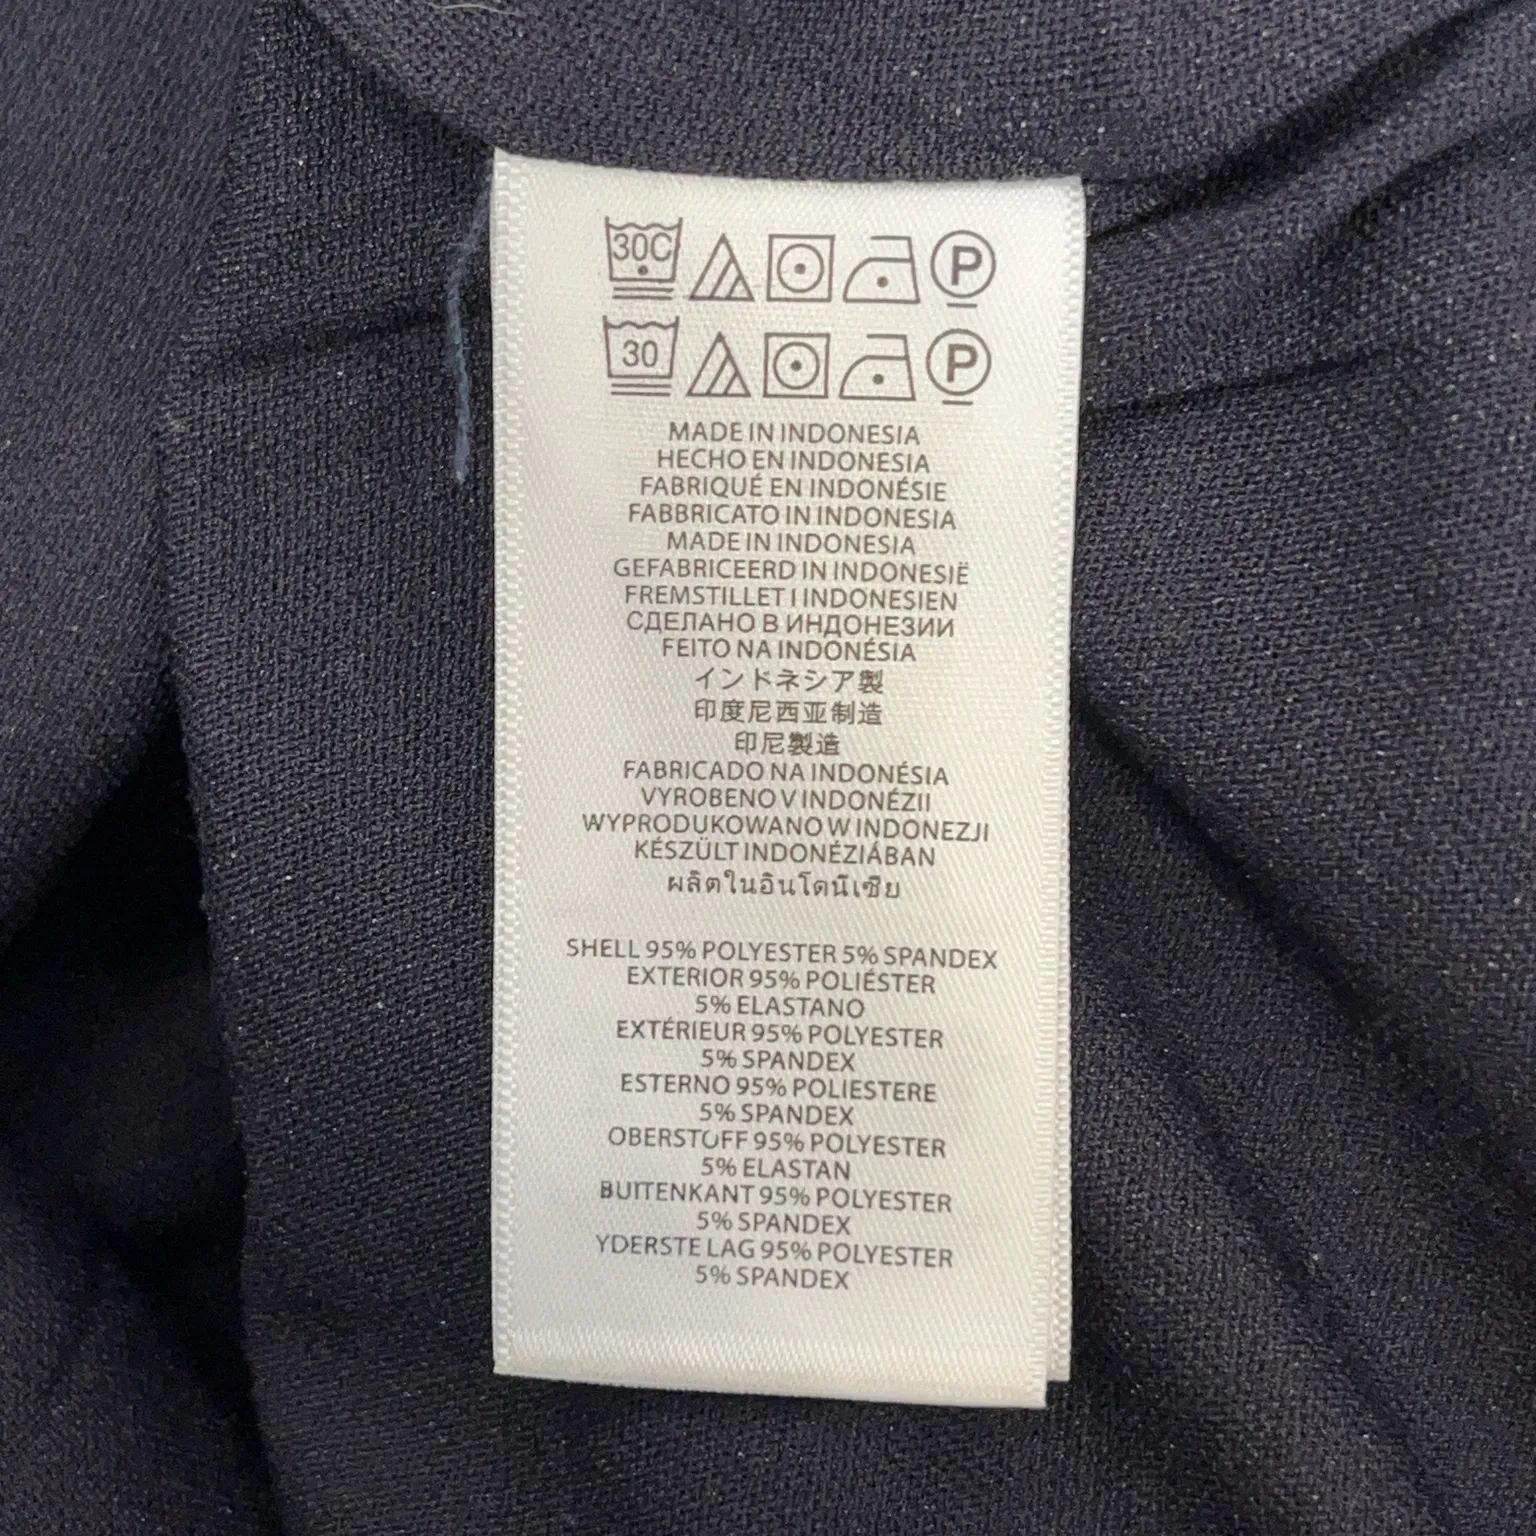 30C P
30 P
MADE IN INDONESIA
HECHO EN INDONESIA
FABRIQUÉ EN INDONÉSIE
FABBRICATO IN INDONESIA
MADE IN INDONESIA
GEFABRICEERD IN INDONESIË
FREMSTILLET I INDONESIEN
СДЕЛАНО В ИНДОНЕЗИИ
FEITO NA INDONÉSIA
インドネシア製
印度尼西亚制造
印尼製造
FABRICADO NA INDONÉSIA
VYROBENO V INDONÉZII
WYPRODUKOWANO W INDONEZJI
KÉSZÜLT INDONÉZIÁBAN
ผลิตในอินโดนีเซีย
SHELL 95% POLYESTER 5% SPANDEX
EXTERIOR 95% POLIÉSTER
5% ELASTANO
EXTÉRIEUR 95% POLYESTER
5% SPANDEX
ESTERNO 95% POLIESTERE
5% SPANDEX
OBERSTOFF 95% POLYESTER
5% ELASTAN
BUITENKANT 95% POLYESTER
5% SPANDEX
YDERSTE LAG 95% POLYESTER
5% SPANDEX